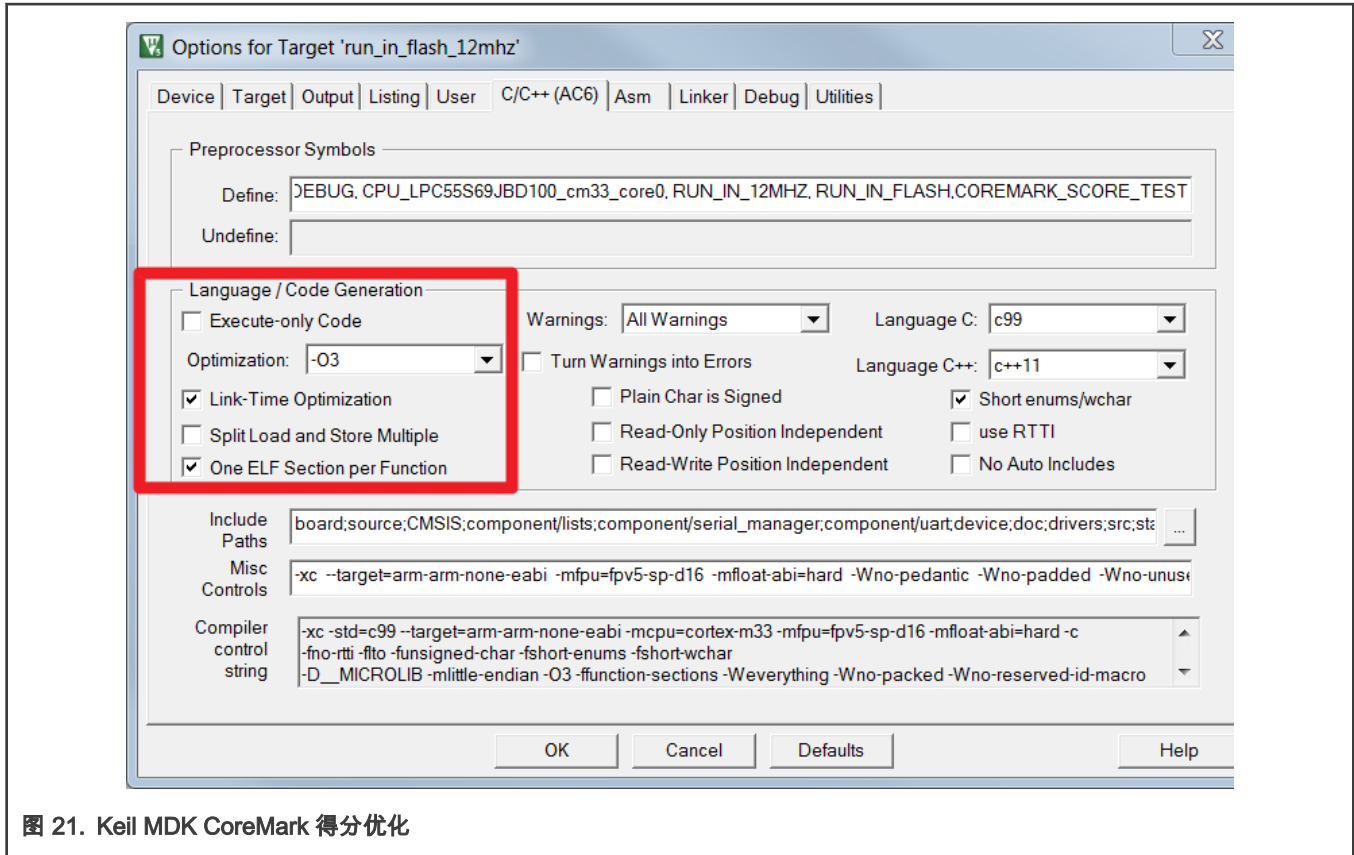 Options for Target 'run_in_flash_12mhz'
Device Target Output Listing User C/C++ (AC6) Asm Linker Debug Utilities
Preprocessor Symbols
Define: DEBUG, CPU_LPC55S69JBD100_cm33_core0, RUN_IN_12MHZ, RUN_IN_FLASH,COREMARK_SCORE_TEST
Undefine:
Language / Code Generation
Execute-only Code Warnings: All Warnings Language C: c99
Optimization: -O3 Turn Warnings into Errors Language C++: c++11
Link-Time Optimization Plain Char is Signed Short enums/wchar
Split Load and Store Multiple Read-Only Position Independent use RTTI
One ELF Section per Function Read-Write Position Independent No Auto Includes
Include Paths board;source;CMSIS;component/lists;component/serial_manager;component/uart;device;doc;drivers;src;sta ...
Misc Controls -xc --target=arm-arm-none-eabi -mfpu=fpv5-sp-d16 -mfloat-abi=hard -Wno-pedantic -Wno-padded -Wno-unuse
Compiler control string -xc -std=c99 --target=arm-arm-none-eabi -mcpu=cortex-m33 -mfpu=fpv5-sp-d16 -mfloat-abi=hard -c
-fno-rtti -flto -funsigned-char -fshort-enums -fshort-wchar
-D__MICROLIB -mlittle-endian -O3 -ffunction-sections -Weverything -Wno-packed -Wno-reserved-id-macro
OK Cancel Defaults Help
图 21. Keil MDK CoreMark 得分优化